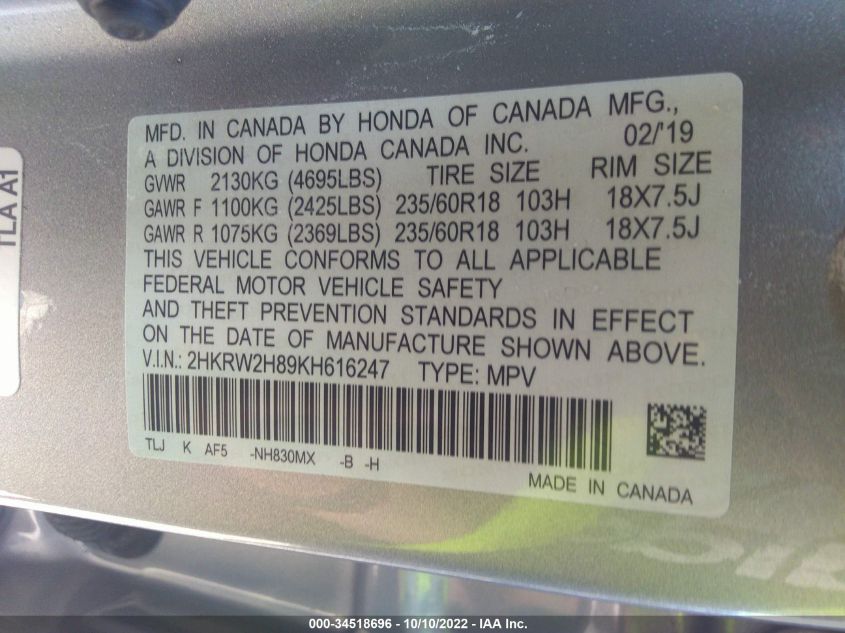 MFD. IN CANADA BY HONDA OF CANADA MFG.,
A DIVISION OF HONDA CANADA INC. 02/'19
GVWR 2130KG (4695LBS) TIRE SIZE RIM SIZE
GAWR F 1100KG (2425LBS) 235/60R18 103H 18X7.5J
GAWR R 1075KG (2369LBS) 235/60R18 103H 18X7.5J
THIS VEHICLE CONFORMS TO ALL APPLICABLE
FEDERAL MOTOR VEHICLE SAFETY
AND THEFT PREVENTION STANDARDS IN EFFECT
ON THE DATE OF MANUFACTURE SHOWN ABOVE.
V.I.N.: 2HKRW2H89KH616247 TYPE: MPV
TLJ K AF5 -NH830MX -B -H
MADE IN CANADA
TLA A1
000-34518696 - 10/10/2022 - IAA Inc.